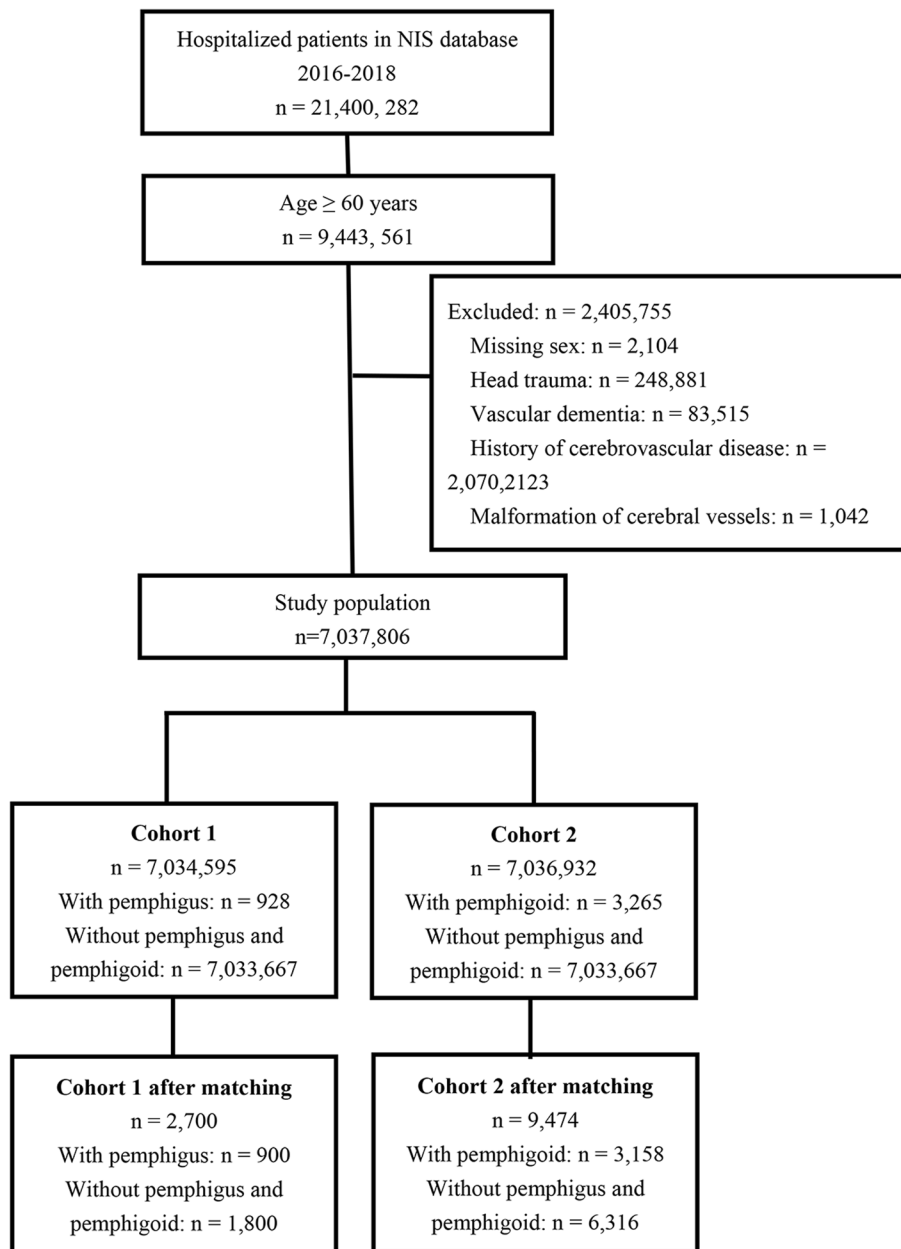 Hospitalized patients in NIS database
2016-2018
n = 21,400, 282
Age ≥ 60 years
n = 9,443, 561
Excluded: n = 2,405,755
Missing sex: n = 2,104
Head trauma: n = 248,881
Vascular dementia: n = 83,515
History of cerebrovascular disease: n =
2,070,2123
Malformation of cerebral vessels: n = 1,042
Study population
n=7,037,806
Cohort 1
n = 7,034,595
With pemphigus: n = 928
Without pemphigus and
pemphigoid: n = 7,033,667
Cohort 2
n = 7,036,932
With pemphigoid: n = 3,265
Without pemphigus and
pemphigoid: n = 7,033,667
Cohort 1 after matching
n = 2,700
With pemphigus: n = 900
Without pemphigus and
pemphigoid: n = 1,800
Cohort 2 after matching
n = 9,474
With pemphigoid: n = 3,158
Without pemphigus and
pemphigoid: n = 6,316